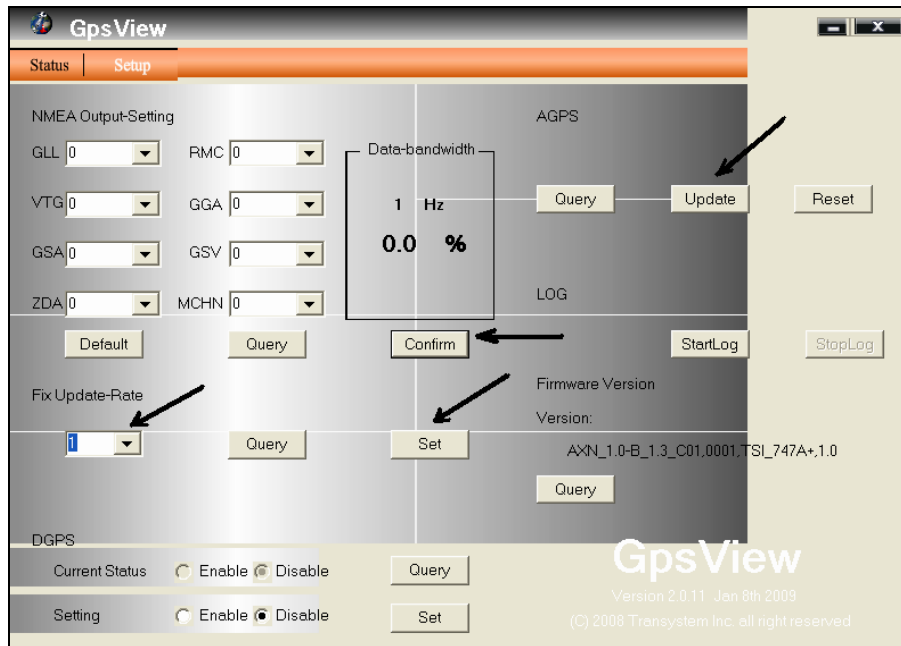 GpsView
Status Setup
NMEA Output-Setting
GLL 0 RMC 0
VTG 0 GGA 0
GSA 0 GSV 0
ZDA 0 MCHN 0
Data-bandwidth
1 Hz
0.0 %
Default Query Confirm
Fix Update-Rate
1 Query Set
AGPS
Query Update Reset
LOG
StartLog StopLog
Firmware Version
Version:
AXN_1.0-B_1.3_C01,0001,TSI_747A+,1.0
Query
DGPS
Current Status Enable Disable Query
Setting Enable Disable Set
GpsView
Version 2.0.11 Jan 8th 2009
(C) 2008 Transystem Inc. all right reserved